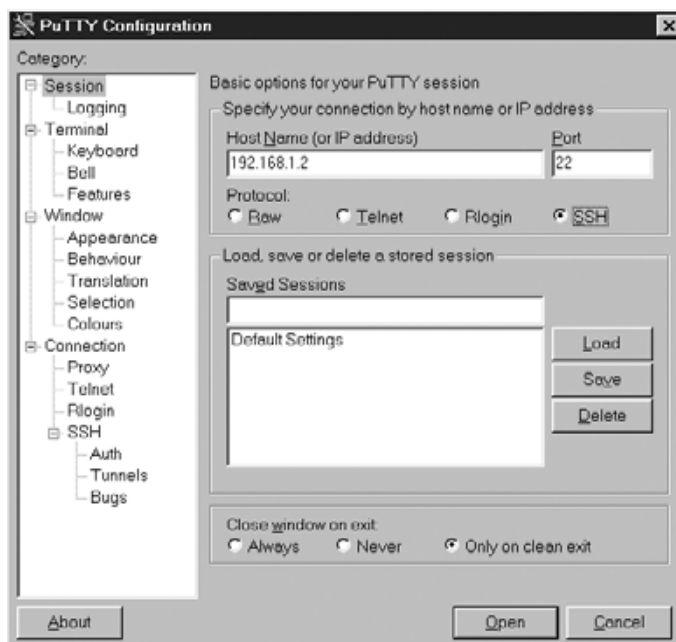 PuTTY Configuration
Category:
Session
Logging
Terminal
Keyboard
Bell
Features
Window
Appearance
Behaviour
Translation
Selection
Colours
Connection
Proxy
Telnet
Rlogin
SSH
Auth
Tunnels
Bugs
Basic options for your PuTTY session
Specify your connection by host name or IP address
Host Name (or IP address) Port
192.168.1.2 22
Protocol:
Raw Telnet Rlogin SSH
Load, save or delete a stored session
Saved Sessions
Default Settings
Load
Save
Delete
Close window on exit:
Always Never Only on clean exit
About Open Cancel